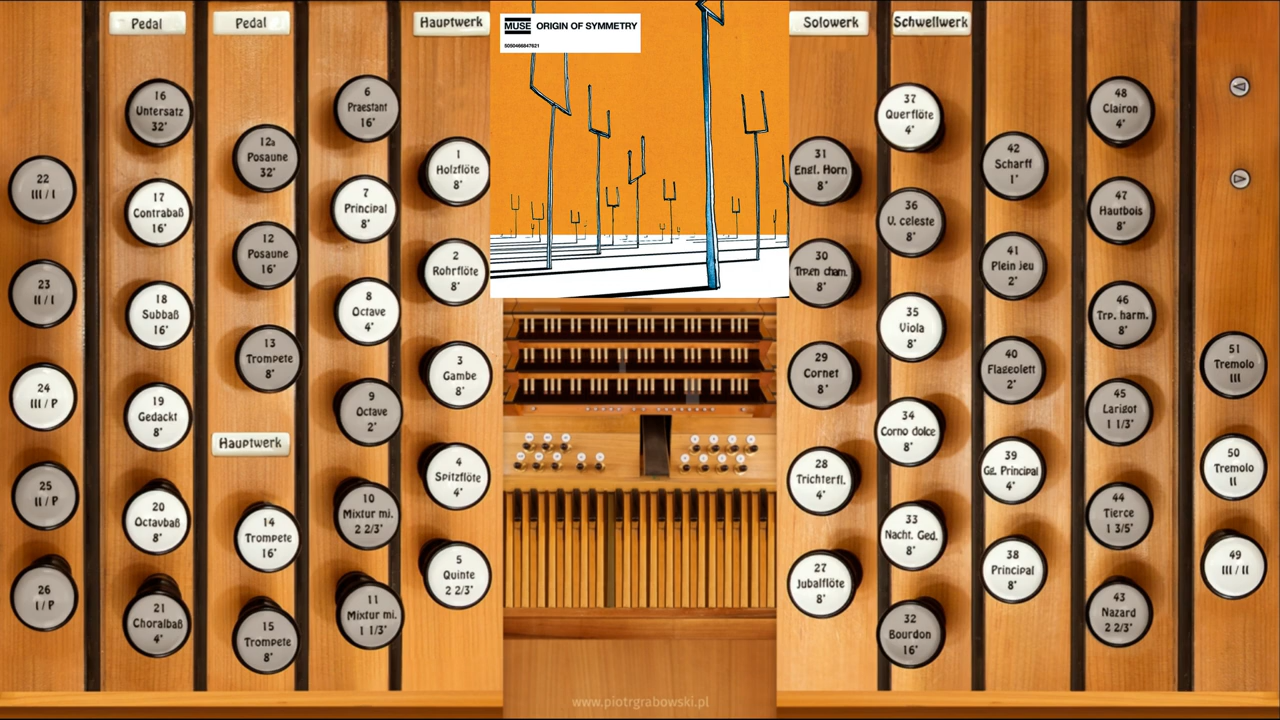 Pedal
Pedal
Hauptwerk
MUSE ORIGIN OF SYMMETRY
5050466847621
Solowerk
Schwellwerk
22
III / I
23
II / I
24
III / P
25
II / P
26
I / P
16
Untersatz
32'
17
Contrabaß
16'
18
Subbaß
16'
19
Gedackt
8'
20
Octavbaß
8'
21
Choralbaß
4'
12a
Posaune
32'
12
Posaune
16'
13
Trompete
8'
Hauptwerk
14
Trompete
16'
15
Trompete
8'
6
Praestant
16'
7
Principal
8'
8
Octave
4'
9
Octave
2'
10
Mixtur mi.
2 2/3'
11
Mixtur mi.
1 1/3'
1
Holzflöte
8'
2
Rohrflöte
8'
3
Gambe
8'
4
Spitzflöte
4'
5
Quinte
2 2/3'
31
Engl. Horn
8'
30
Trp.en cham.
8'
29
Cornet
8'
28
Trichterfl.
4'
27
Jubalflöte
8'
37
Querflöte
4'
36
V. celeste
8'
35
Viola
8'
34
Corno dolce
8'
33
Nacht. Ged.
8'
32
Bourdon
16'
42
Scharff
1'
41
Plein jeu
2'
40
Flageolett
2'
39
Gg. Principal
4'
38
Principal
8'
48
Clairon
4'
47
Hautbois
8'
46
Trp. harm.
8'
45
Larigot
1 1/3'
44
Tierce
1 3/5'
43
Nazard
2 2/3'
51
Tremolo
III
50
Tremolo
II
49
III / II
www.piotrgrabowski.pl